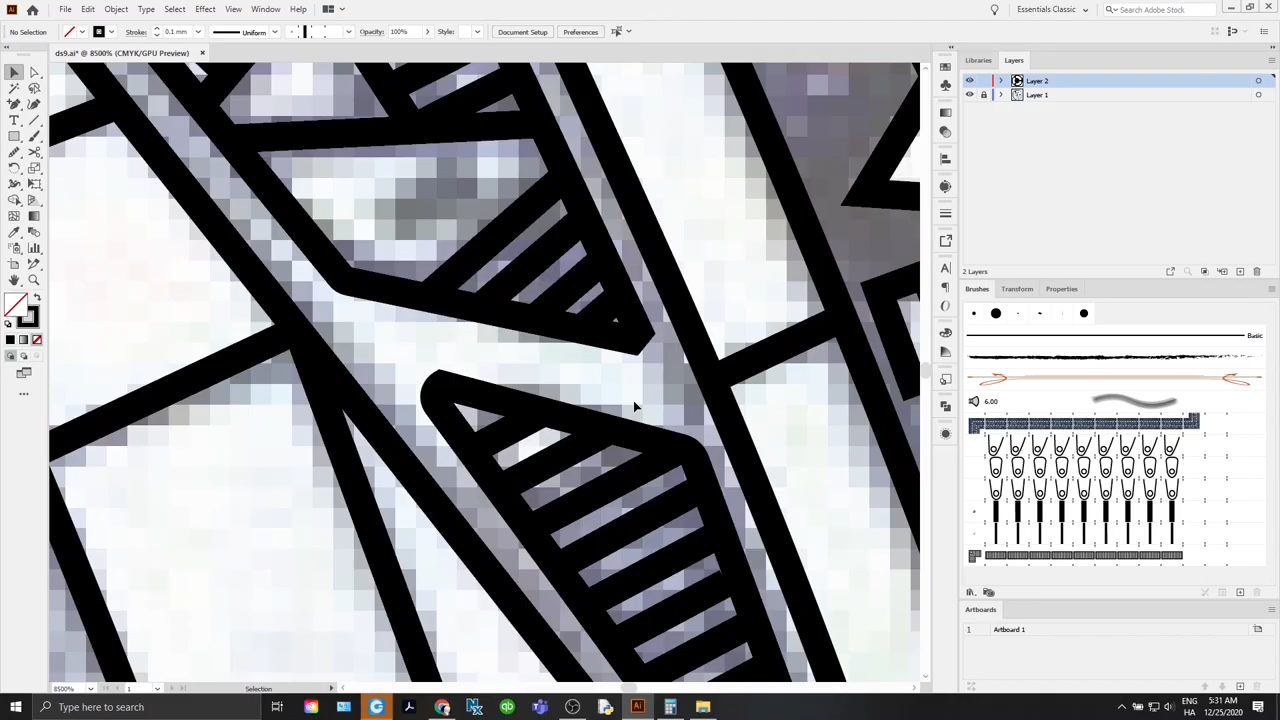 Ai File Edit Object Type Select Effect View Window Help Essentials Classic Search Adobe Stock
No Selection Stroke: 0.1 mm Uniform Opacity: 100% Style: Document Setup Preferences
ds9.ai* @ 8500% (CMYK/GPU Preview)
Libraries Layers
Layer 2
Layer 1
2 Layers
Brushes Transform Properties
Basic
6.00
Artboards
1 Artboard 1
8500% 1 Selection
Type here to search Ai ENG 5:31 AM
HA 12/25/2020